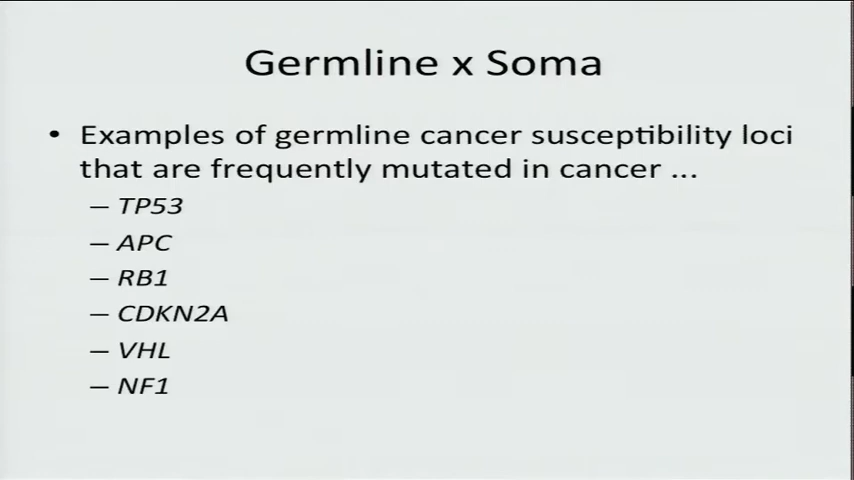 Germline x Soma
• Examples of germline cancer susceptibility loci
that are frequently mutated in cancer ...
– TP53
– APC
– RB1
– CDKN2A
– VHL
– NF1